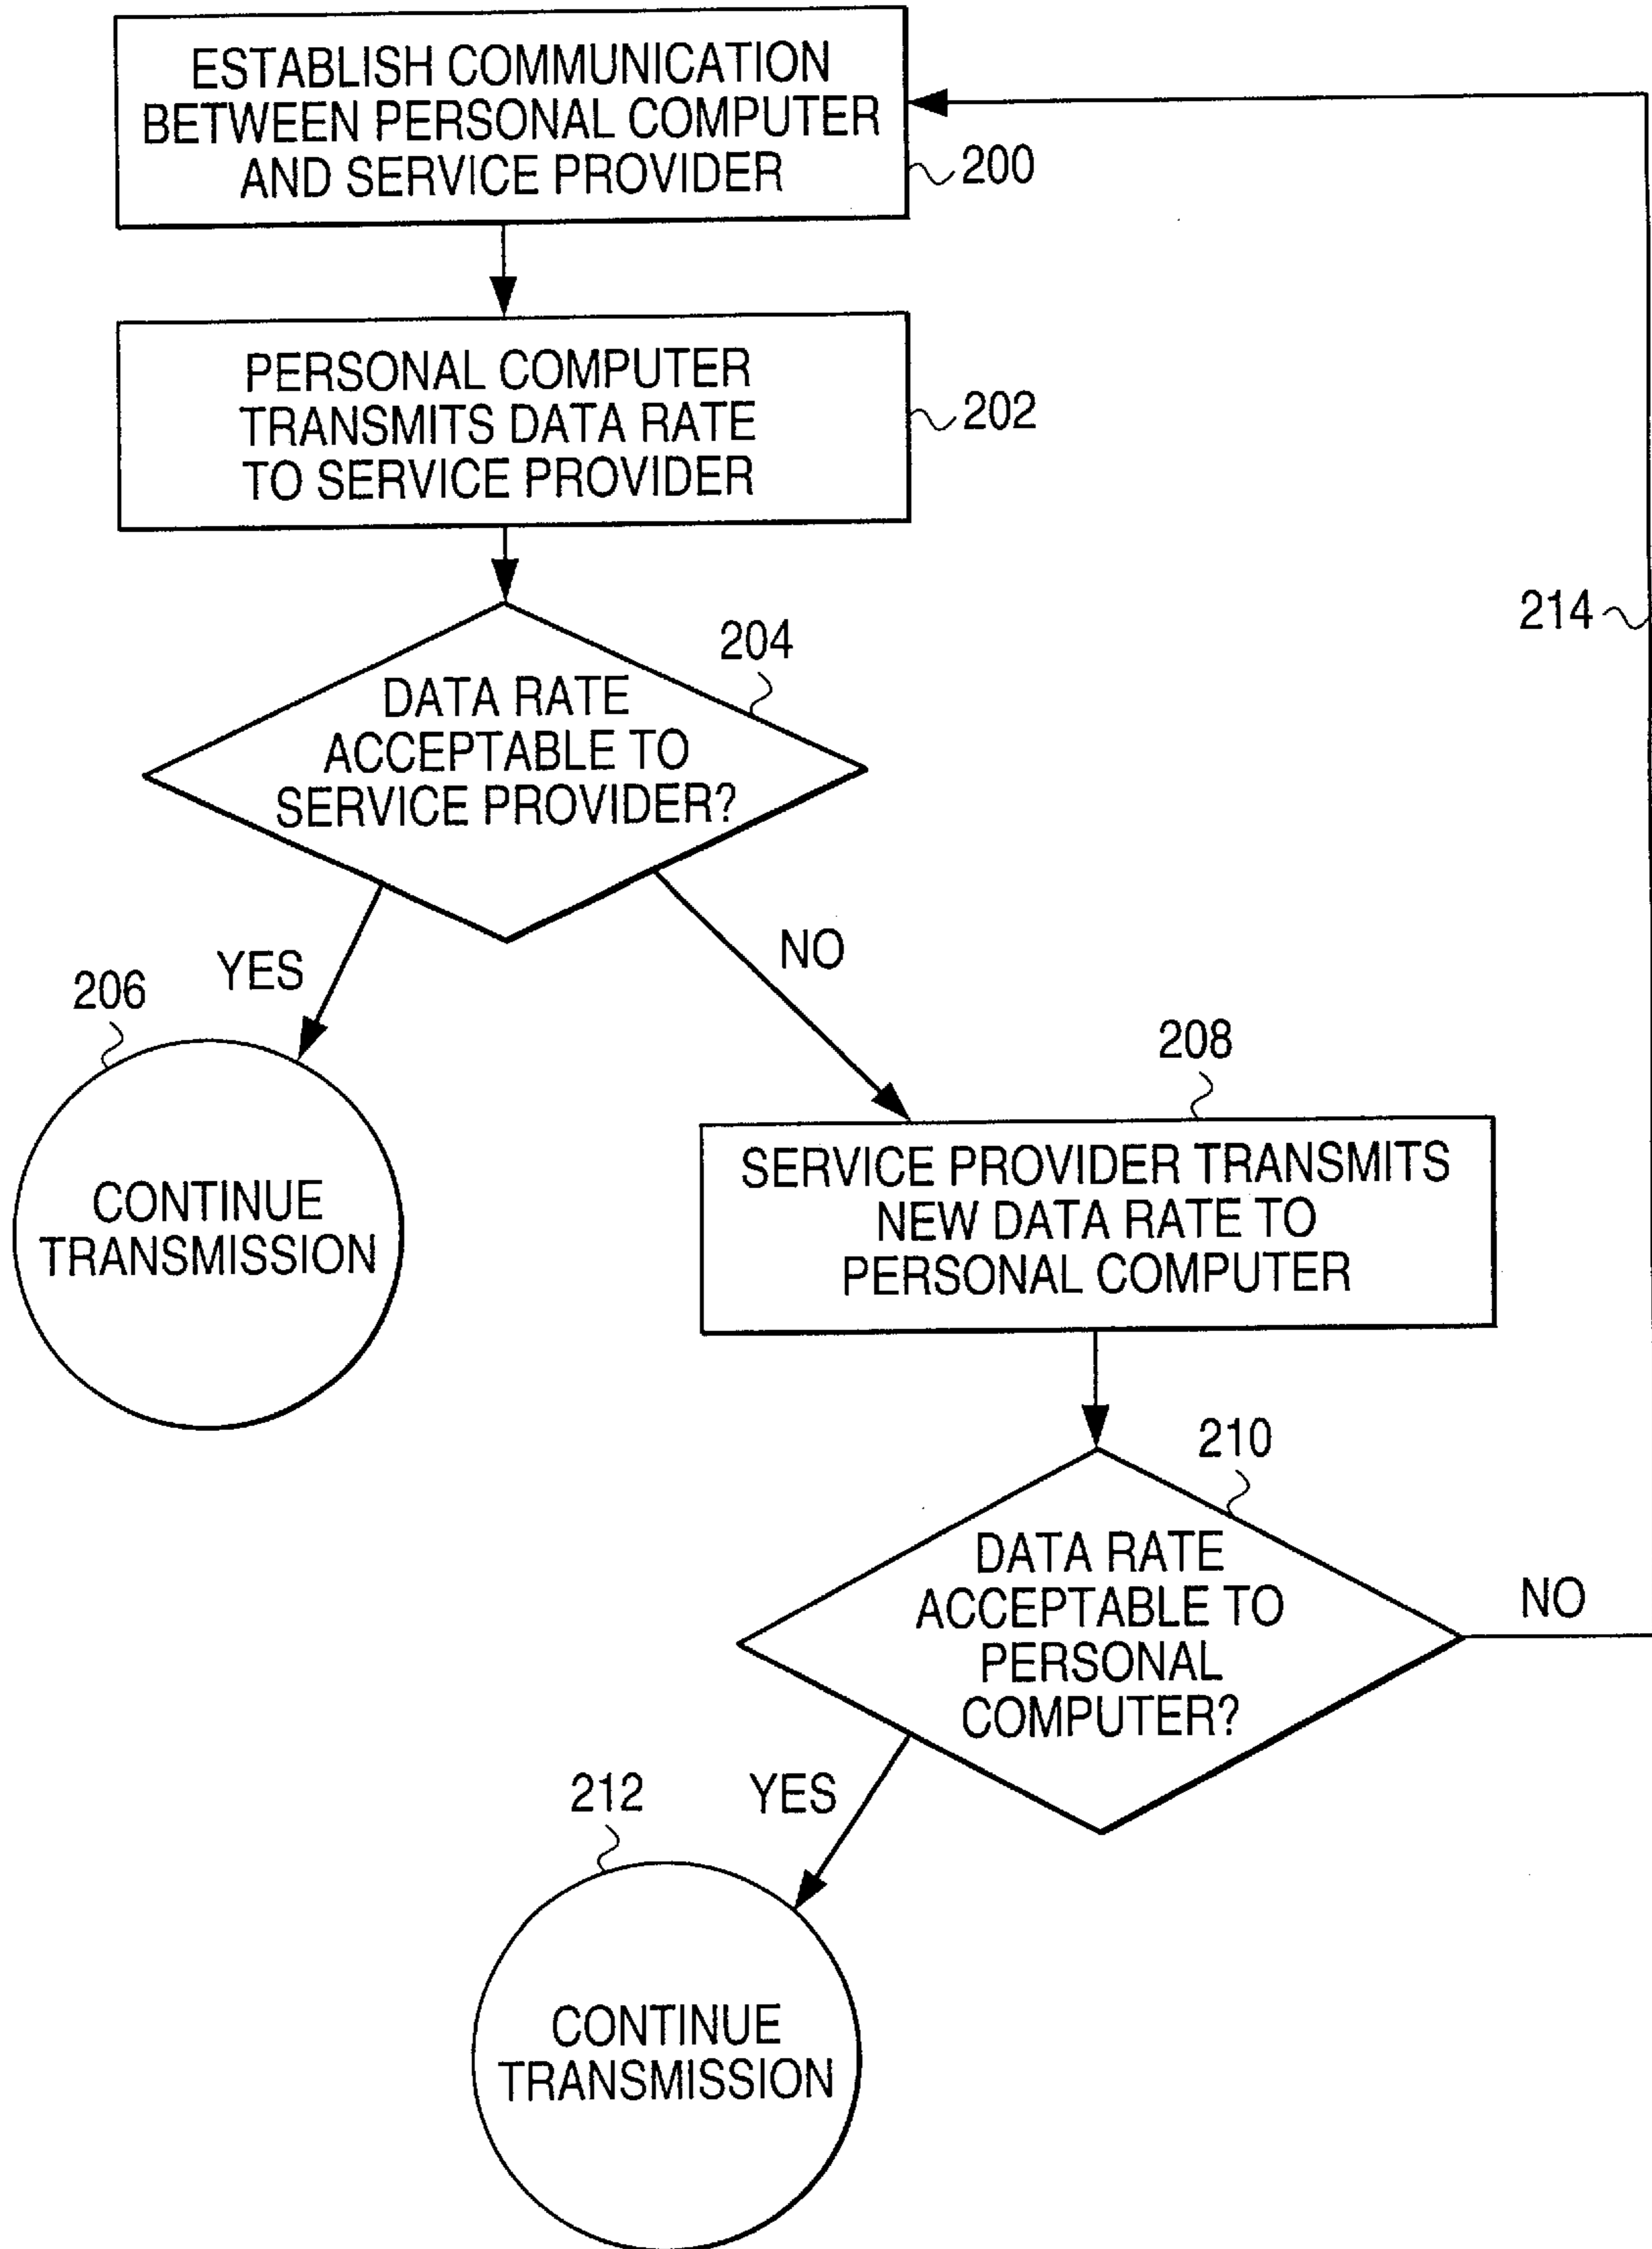 ESTABLISH COMMUNICATION
BETWEEN PERSONAL COMPUTER
AND SERVICE PROVIDER
200
PERSONAL COMPUTER
TRANSMITS DATA RATE
TO SERVICE PROVIDER
202
214
204
DATA RATE
ACCEPTABLE TO
SERVICE PROVIDER?
YES
NO
206
CONTINUE
TRANSMISSION
208
SERVICE PROVIDER TRANSMITS
NEW DATA RATE TO
PERSONAL COMPUTER
210
DATA RATE
ACCEPTABLE TO
PERSONAL
COMPUTER?
NO
YES
212
CONTINUE
TRANSMISSION